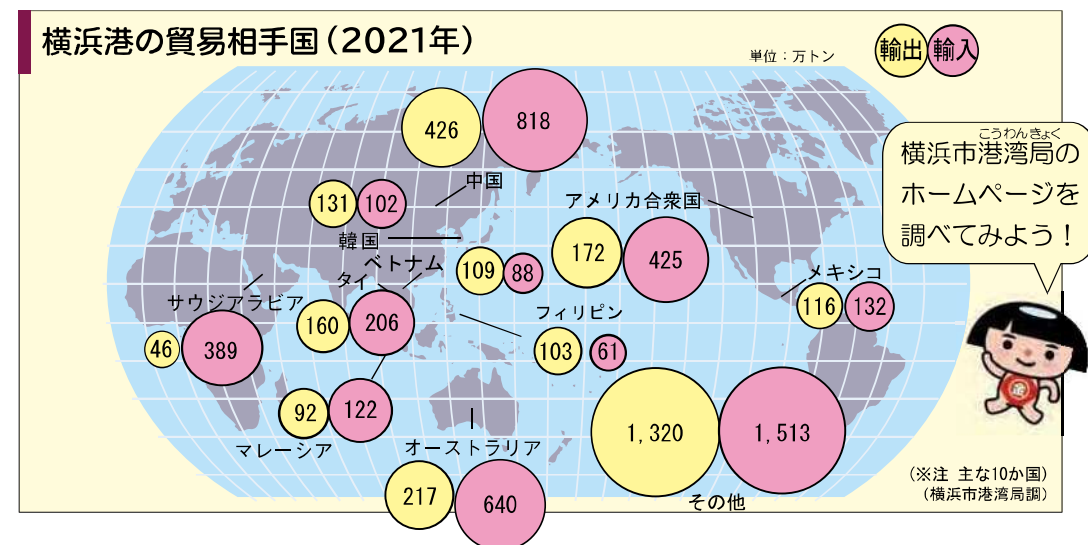 横浜港の貿易相手国(2021年)
単位：万トン
輸出 輸入
こうわんきょく
横浜市港湾局の
ホームページを
調べてみよう！
426 818
中国
131 102
韓国
アメリカ合衆国
172 425
ベトナム
109 88
タイ
160 206
サウジアラビア
46 389
メキシコ
116 132
フィリピン
103 61
92 122
マレーシア
オーストラリア
217 640
1,320 1,513
その他
金
(※注 主な10か国)
(横浜市港湾局調)